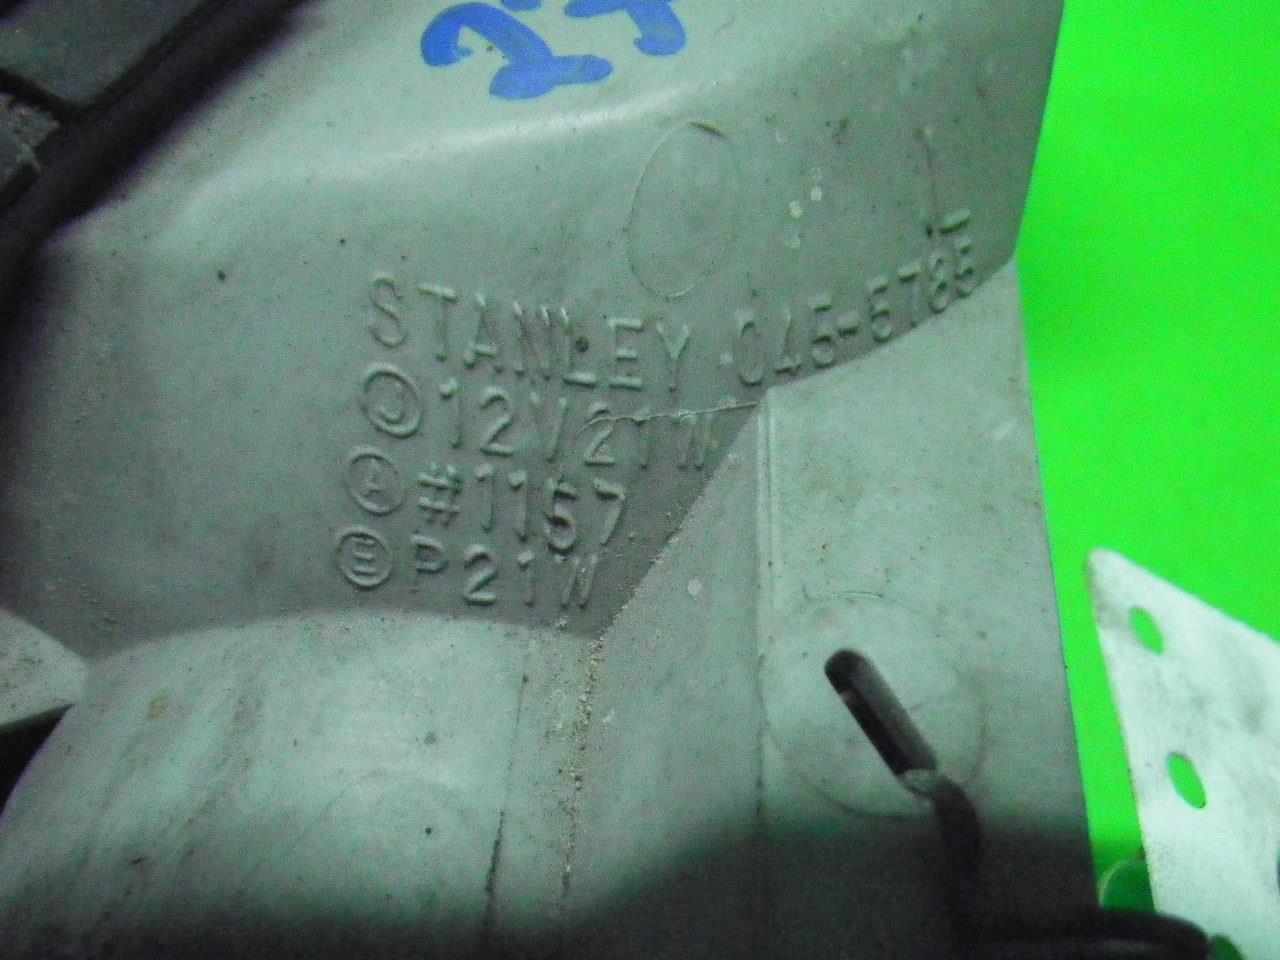 STANLEY 045-5785
Ⓙ 12V21W
Ⓐ #1157
Ⓔ P21W